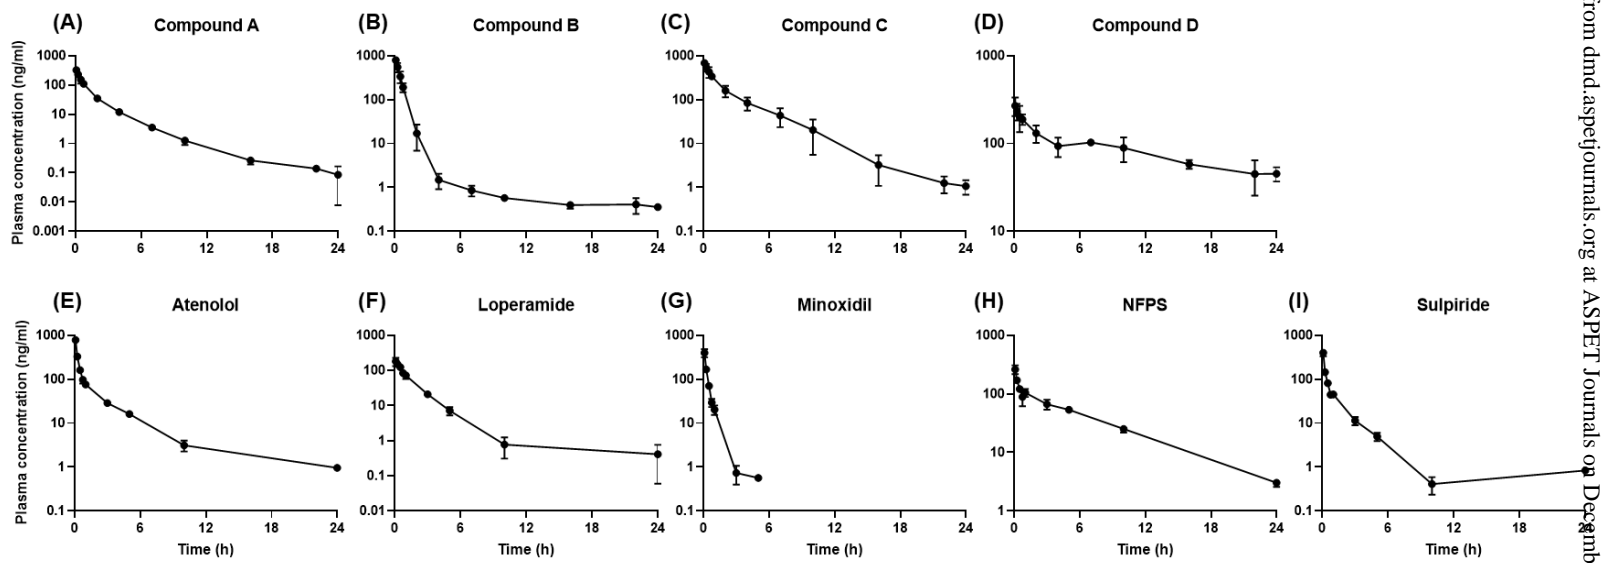 (A) Compound A
(B) Compound B
(C) Compound C
(D) Compound D
Plasma concentration (ng/ml)
1000
100
10
1
0.1
0.01
0.001
0 6 12 18 24
1000
100
10
1
0.1
0 6 12 18 24
1000
100
10
1
0.1
0 6 12 18 24
1000
100
10
0 6 12 18 24
(E) Atenolol
(F) Loperamide
(G) Minoxidil
(H) NFPS
(I) Sulpiride
Plasma concentration (ng/ml)
1000
100
10
1
0.1
0 6 12 18 24
Time (h)
1000
100
10
1
0.1
0.01
0 6 12 18 24
Time (h)
1000
100
10
1
0.1
0 6 12 18 24
Time (h)
1000
100
10
1
0 6 12 18 24
Time (h)
1000
100
10
1
0.1
0 6 12 18 24
Time (h)
from dmd.aspetjournals.org at ASPET Journals on Decemb